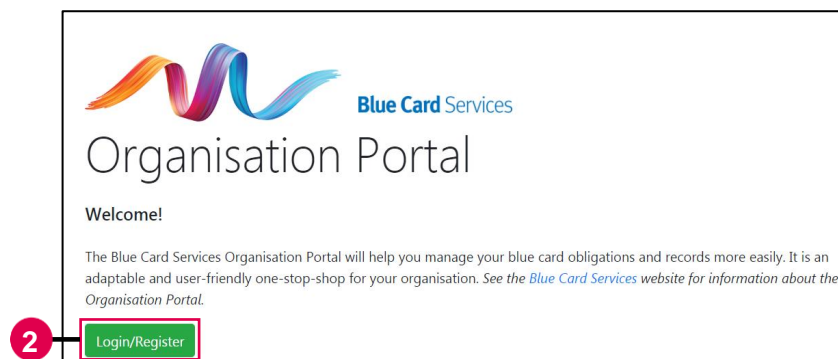 Blue Card Services
Organisation Portal
Welcome!
The Blue Card Services Organisation Portal will help you manage your blue card obligations and records more easily. It is an
adaptable and user-friendly one-stop-shop for your organisation. See the Blue Card Services website for information about the
Organisation Portal.
2
Login/Register